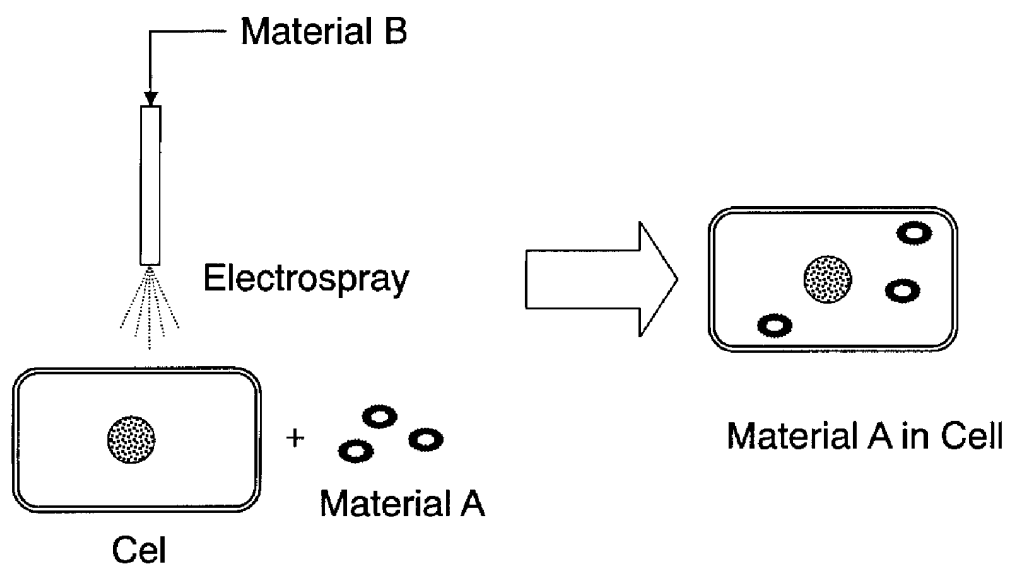 Material B
Electrospray
+
Material A
Cel
Material A in Cell